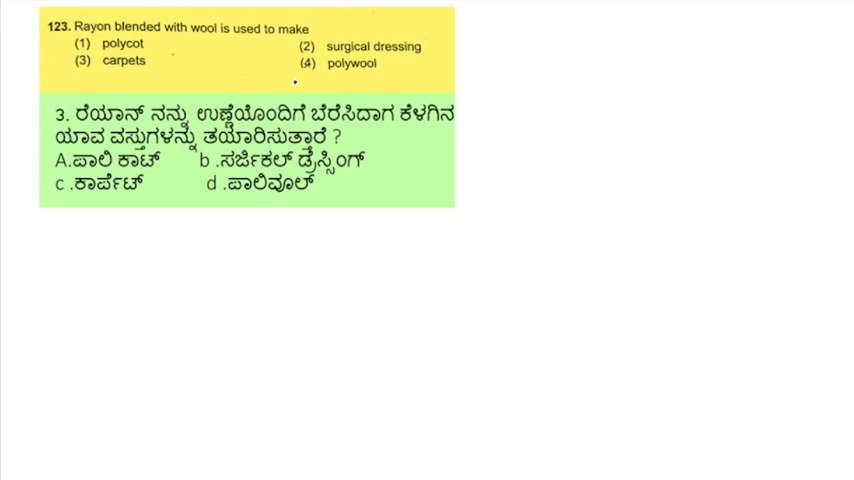 123. Rayon blended with wool is used to make
(1) polycot (2) surgical dressing
(3) carpets (4) polywool
3. ರೆಯಾನ್ ನನ್ನು ಉಣ್ಣೆಯೊಂದಿಗೆ ಬೆರೆಸಿದಾಗ ಕೆಳಗಿನ
ಯಾವ ವಸ್ತುಗಳನ್ನು ತಯಾರಿಸುತ್ತಾರೆ ?
A.ಪಾಲಿ ಕಾಟ್ b .ಸರ್ಜಿಕಲ್ ಡ್ರೆಸ್ಸಿಂಗ್
c .ಕಾರ್ಪೆಟ್ d .ಪಾಲಿವೂಲ್